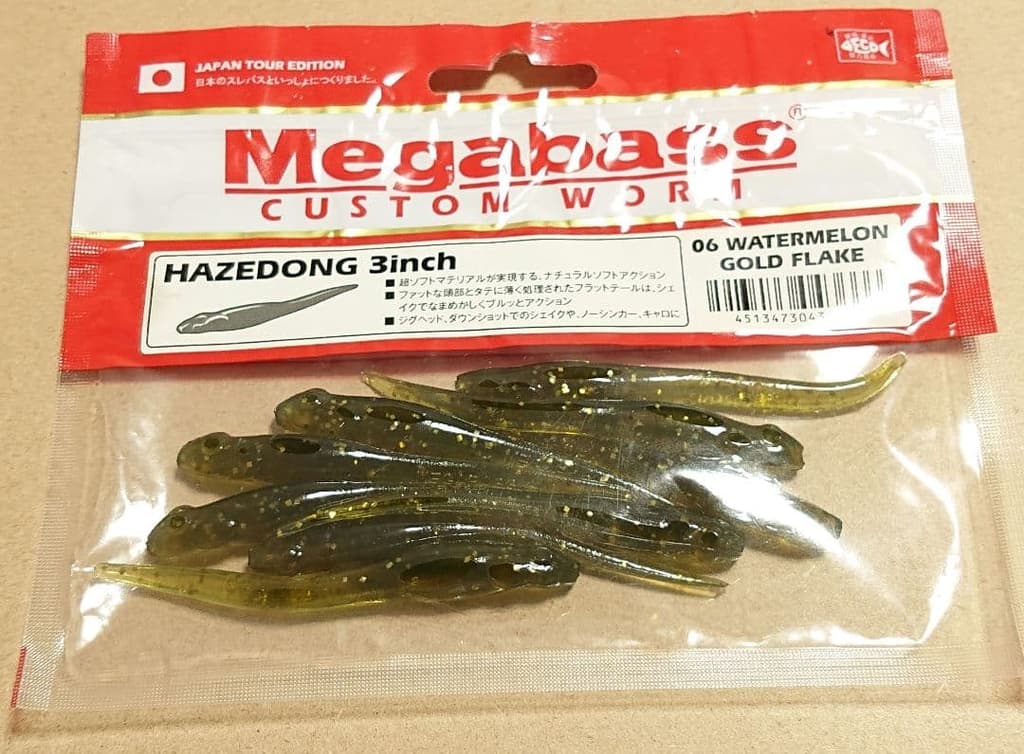 JAPAN TOUR EDITION
日本のスレバスといっしょにつくりました。
ECO
Megabass®
CUSTOM WORM
HAZEDONG 3inch
■ 超ソフトマテリアルが実現する、ナチュラルソフトアクション
■ ファットな頭部とタテに薄く処理されたフラットテールは、シェ
イクでなまめかしくプルッとアクション
■ ジグヘッド、ダウンショットでのシェイクや、ノーシンカー、キャロに
06 WATERMELON
GOLD FLAKE
4513473043